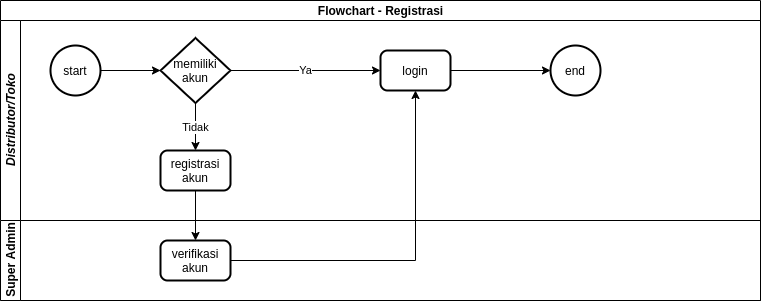 Flowchart - Registrasi
Distributor/Toko
start
memiliki
akun
Ya
login
end
Tidak
registrasi
akun
Super Admin
verifikasi
akun